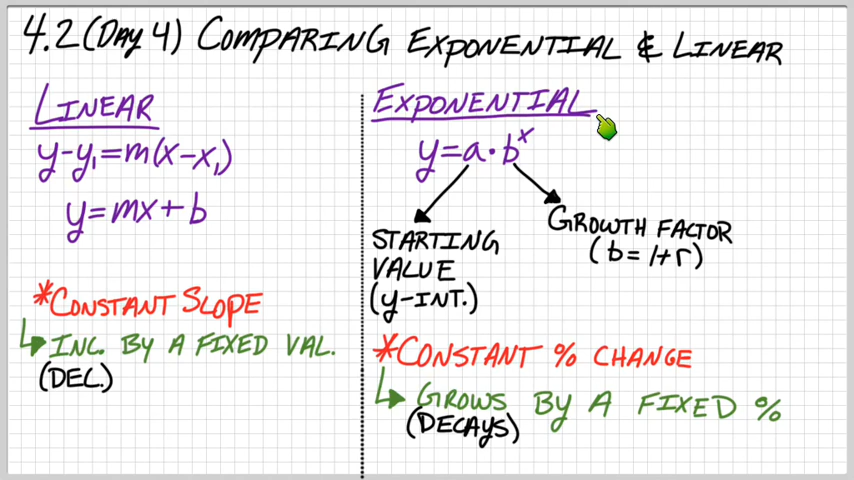 4.2 (Day 4) COMPARING EXPONENTIAL & LINEAR
LINEAR
y-y₁=m(x-x₁)
y=mx+b
*CONSTANT SLOPE
INC. BY A FIXED VAL.
(DEC.)
EXPONENTIAL
y=a·bˣ
STARTING
VALUE
(y-INT.)
GROWTH FACTOR
(b=1+r)
*CONSTANT % CHANGE
GROWS BY A FIXED %
(DECAYS)